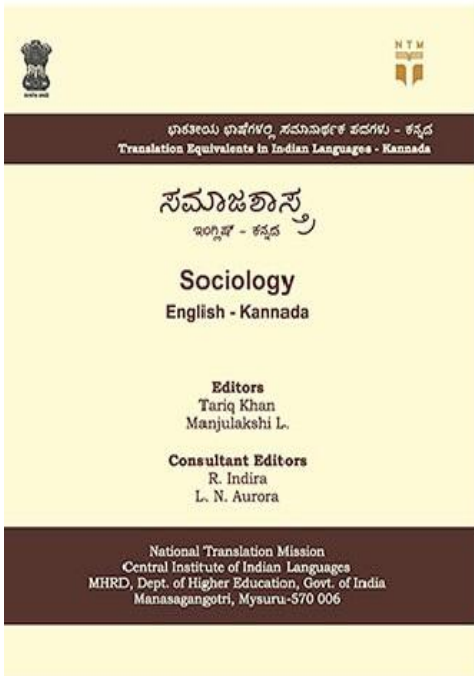 NTM
ಭಾರತೀಯ ಭಾಷೆಗಳಲ್ಲಿ ಸಮಾನಾರ್ಥಕ ಪದಗಳು – ಕನ್ನಡ
Translation Equivalents in Indian Languages - Kannada
ಸಮಾಜಶಾಸ್ತ್ರ
ಇಂಗ್ಲಿಷ್ – ಕನ್ನಡ
Sociology
English - Kannada
Editors
Tariq Khan
Manjulakshi L.
Consultant Editors
R. Indira
L. N. Aurora
National Translation Mission
Central Institute of Indian Languages
MHRD, Dept. of Higher Education, Govt. of India
Manasagangotri, Mysuru-570 006